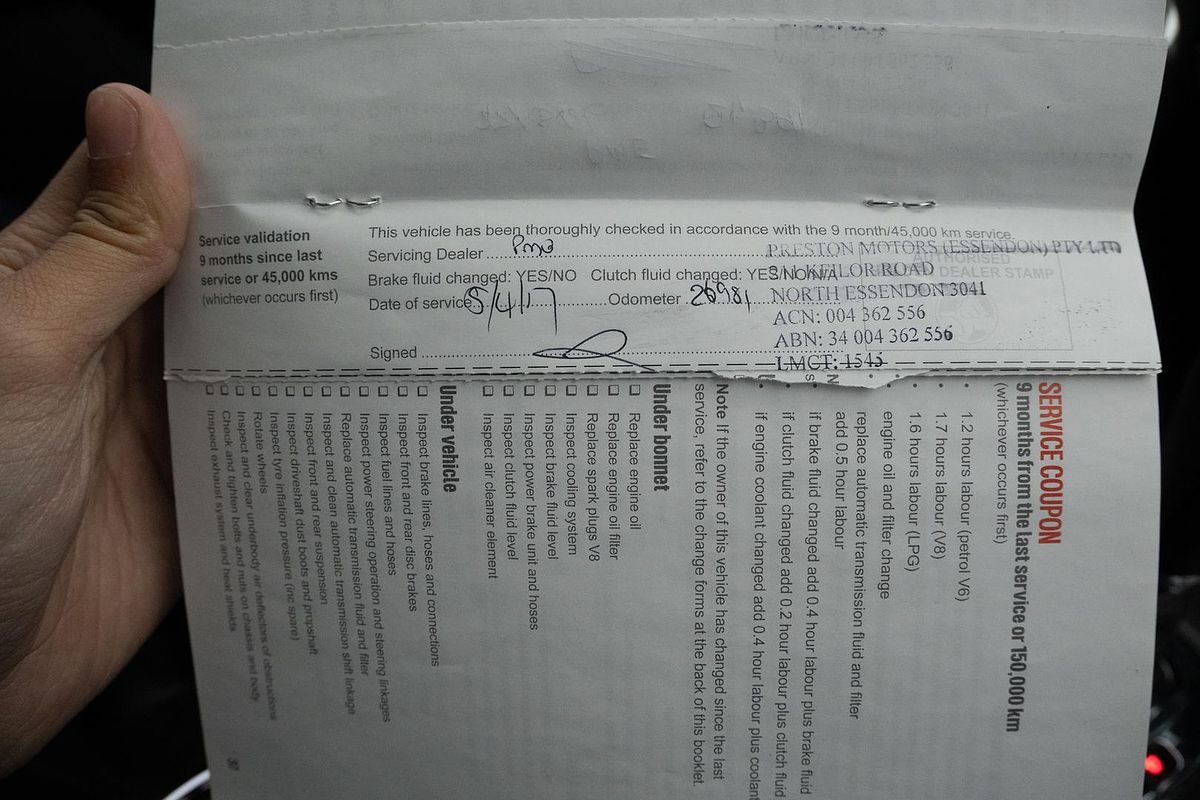 Service validation
9 months since last
service or 45,000 kms
(whichever occurs first)
This vehicle has been thoroughly checked in accordance with the 9 month/45,000 km service.
Servicing Dealer
Brake fluid changed: YES/NO Clutch fluid changed: YES/NO/N/A
Date of service 5/4/17 Odometer 26981
Signed
AUTHORISED
DEALER STAMP
PRESTON MOTORS (ESSENDON) PTY LTD
KEILOR ROAD
NORTH ESSENDON 3041
ACN: 004 362 556
ABN: 34 004 362 556
LMCT: 1545
SERVICE COUPON
9 months from the last service or 150,000 km
(whichever occurs first)
• 1.2 hours labour (petrol V6)
• 1.7 hours labour (V8)
• 1.6 hours labour (LPG)
engine oil and filter change
replace automatic transmission fluid and filter
add 0.5 hour labour
if brake fluid changed add 0.4 hour labour plus brake fluid
if clutch fluid changed add 0.2 hour labour plus clutch fluid
• if engine coolant changed add 0.4 hour labour plus coolant
Note If the owner of this vehicle has changed since the last
service, refer to the change forms at the back of this booklet.
Under bonnet
Replace engine oil
Replace engine oil filter
Replace spark plugs V8
Inspect cooling system
Inspect brake fluid level
Inspect power brake unit and hoses
Inspect clutch fluid level
Inspect air cleaner element
Under vehicle
Inspect brake lines, hoses and connections
Inspect front and rear disc brakes
Inspect fuel lines and hoses
Inspect power steering operation and steering linkages
Replace automatic transmission fluid and filter
Inspect and clean automatic transmission shift linkage
Inspect front and rear suspension
Inspect driveshaft dust boots and propshaft
Inspect tyre inflation pressure (inc spare)
Rotate wheels
Inspect and clear underbody air deflectors of obstructions
Check and tighten bolts and nuts on chassis and body
Inspect exhaust system and heat shields